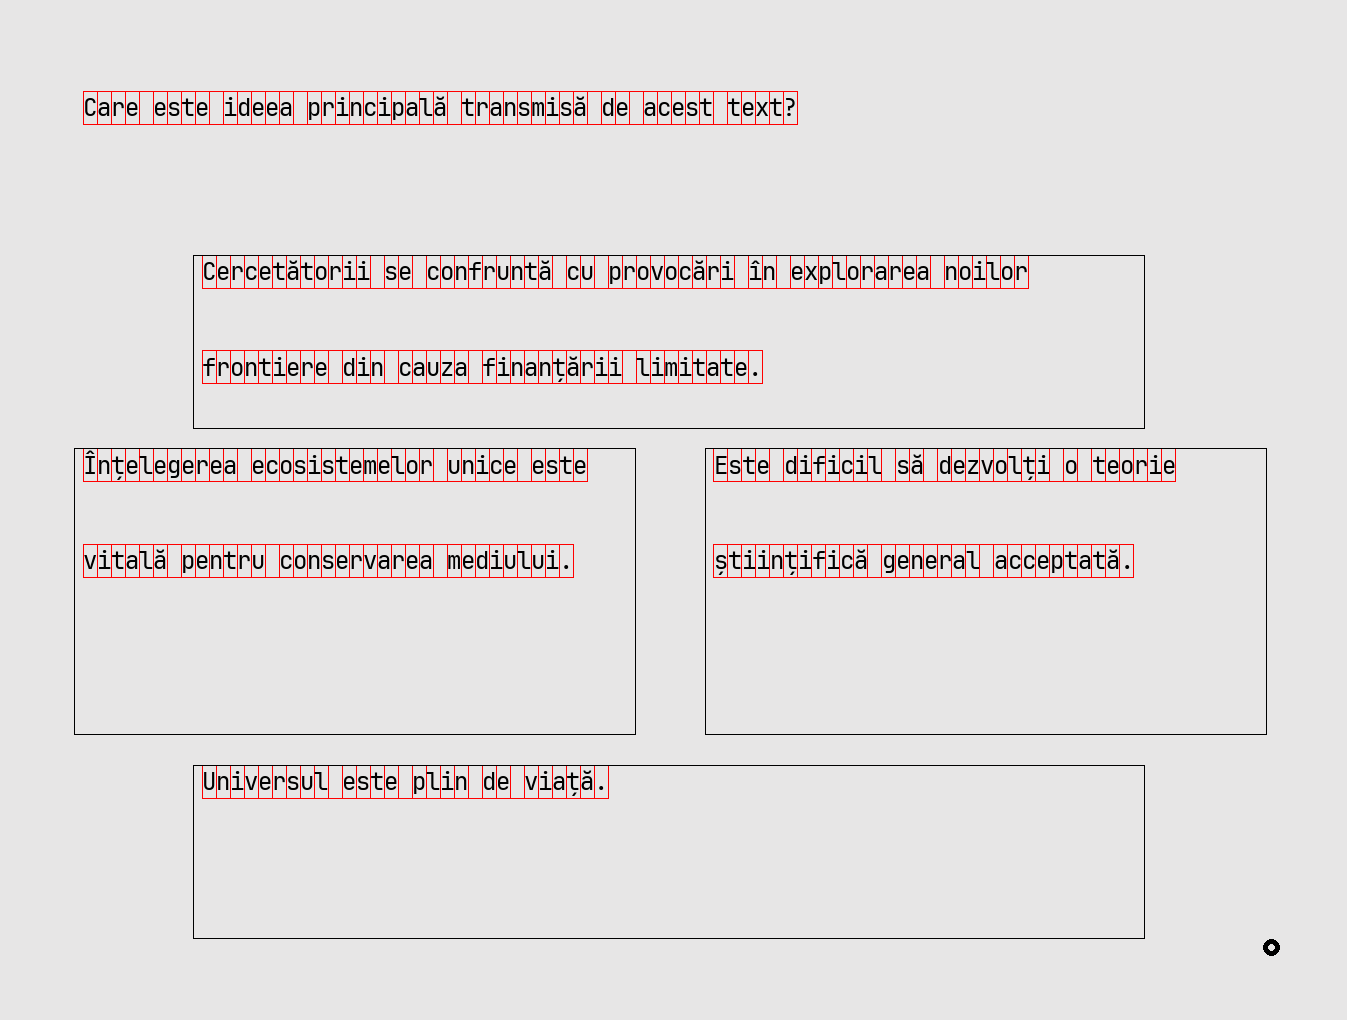 Care este ideea principală transmisă de acest text?
Cercetătorii se confruntă cu provocări în explorarea noilor
frontiere din cauza finanțării limitate.
Înțelegerea ecosistemelor unice este
vitală pentru conservarea mediului.
Este dificil să dezvolți o teorie
științifică general acceptată.
Universul este plin de viață.